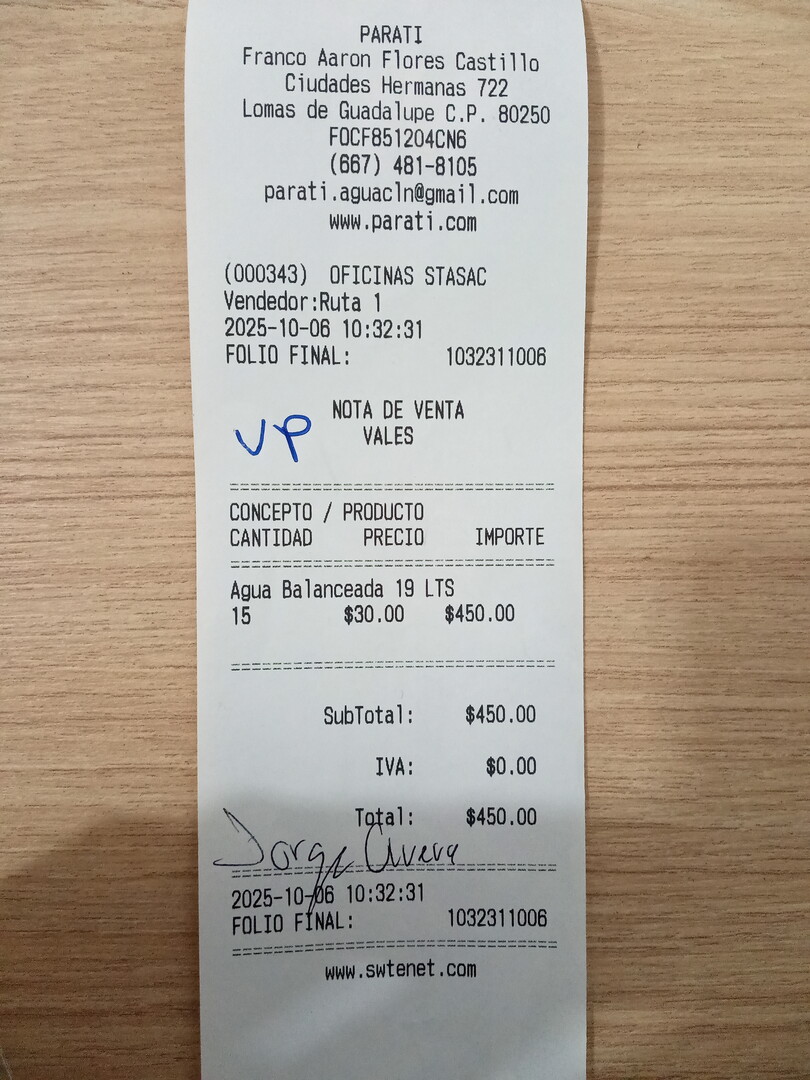 PARATI
Franco Aaron Flores Castillo
Ciudades Hermanas 722
Lomas de Guadalupe C.P. 80250
FOCF851204CN6
(667) 481-8105
parati.aguacln@gmail.com
www.parati.com
(000343) OFICINAS STASAC
Vendedor:Ruta 1
2025-10-06 10:32:31
FOLIO FINAL: 1032311006
NOTA DE VENTA
VP VALES
================================
CONCEPTO / PRODUCTO
CANTIDAD PRECIO IMPORTE
================================
Agua Balanceada 19 LTS
15 $30.00 $450.00
================================
SubTotal: $450.00
IVA: $0.00
Total: $450.00
Jorge
================================
2025-10-06 10:32:31
FOLIO FINAL: 1032311006
================================
www.swtenet.com